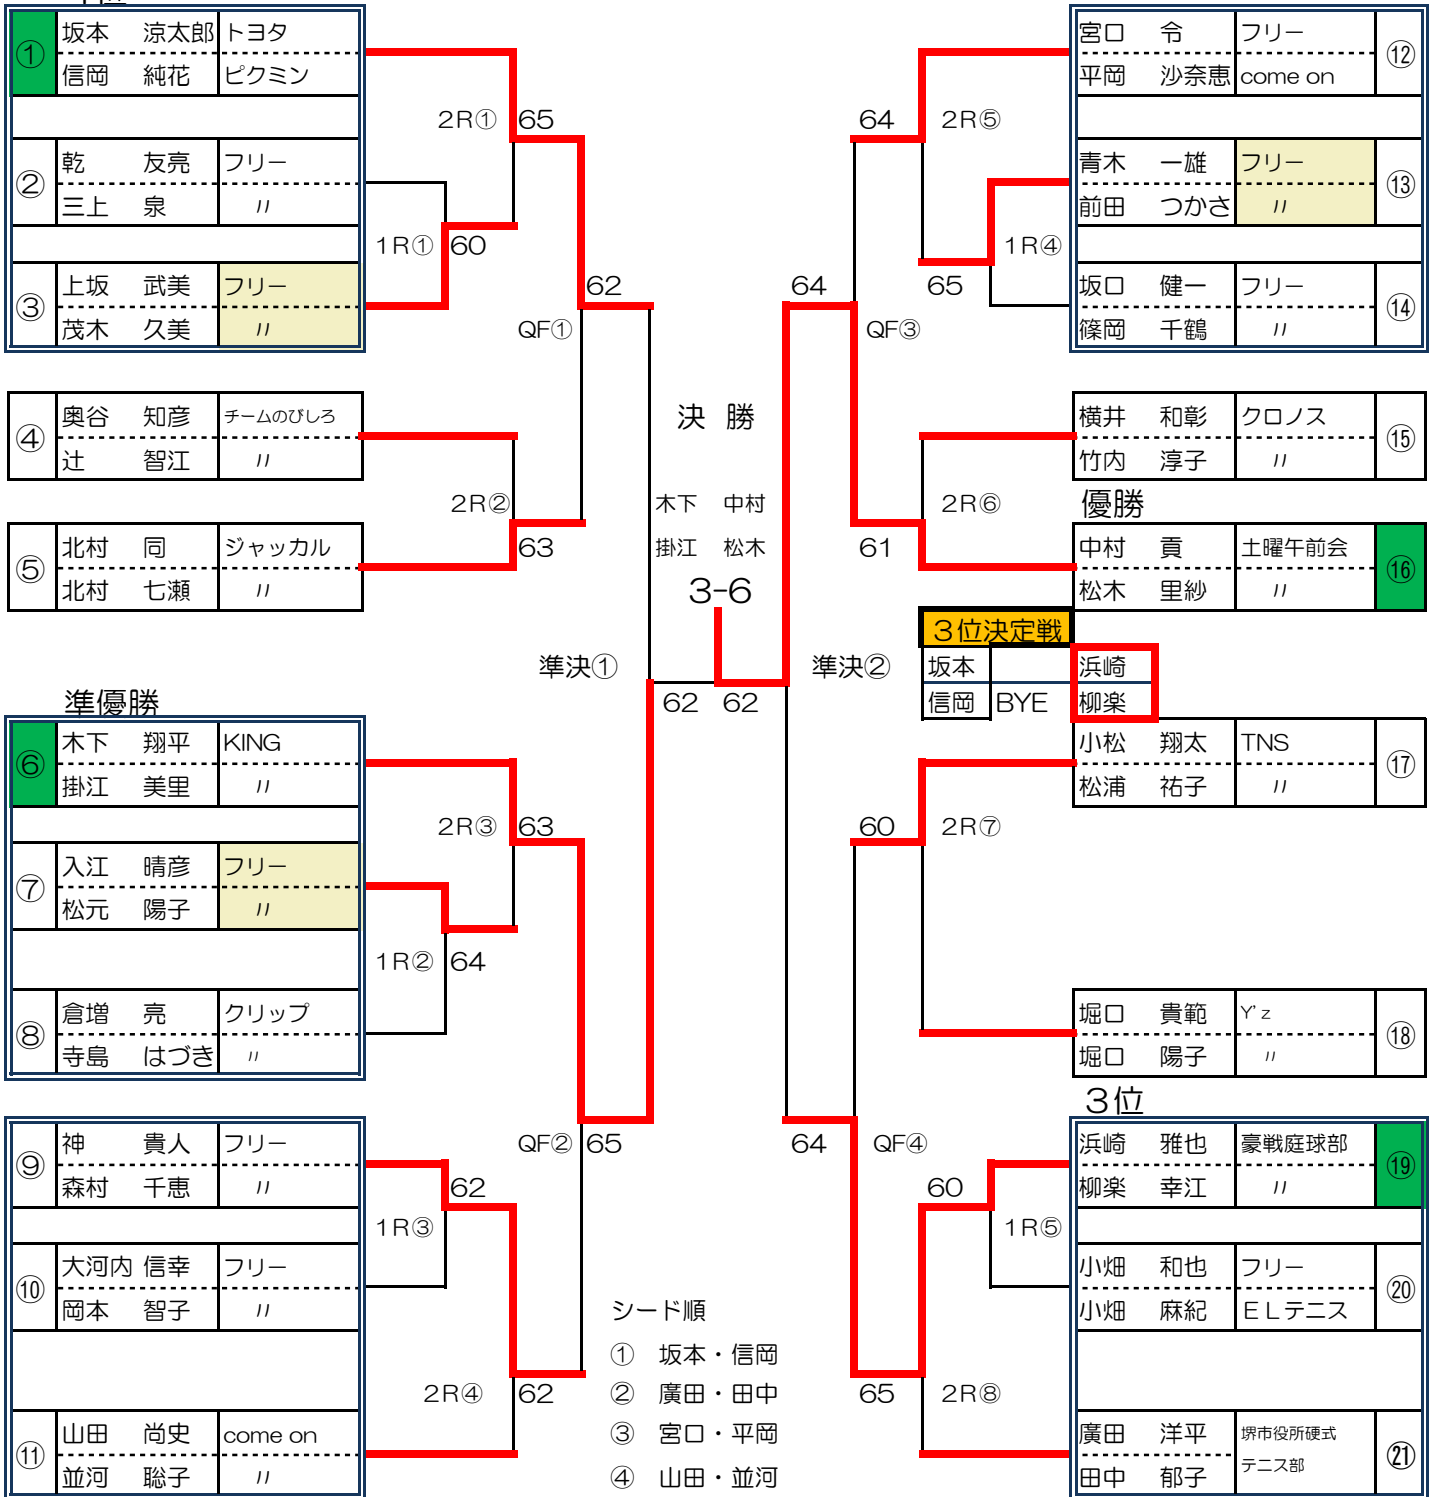 ① 坂本 涼太郎 トヨタ
信岡 純花 ピクミン
② 乾 友亮 フリー
三上 泉 〃
③ 上坂 武美 フリー
茂木 久美 〃
④ 奥谷 知彦 チームのびしろ
辻 智江 〃
⑤ 北村 同 ジャッカル
北村 七瀬 〃
準優勝
⑥ 木下 翔平 KING
掛江 美里 〃
⑦ 入江 晴彦 フリー
松元 陽子 〃
⑧ 倉増 亮 クリップ
寺島 はづき 〃
⑨ 神 貴人 フリー
森村 千恵 〃
⑩ 大河内 信幸 フリー
岡本 智子 〃
⑪ 山田 尚史 come on
並河 聡子 〃
2R① 65
1R① 60
62
QF①
2R② 63
準決① 62
2R③ 63
1R② 64
QF② 65
62
1R③
2R④ 62
決 勝
木下 中村
掛江 松木
3-6
シード順
① 坂本・信岡
② 廣田・田中
③ 宮口・平岡
④ 山田・並河
64 2R⑤
1R④
65
64
QF③
2R⑥
61
62 準決②
60 2R⑦
64 QF④
60
1R⑤
65 2R⑧
宮口 令 フリー ⑫
平岡 沙奈恵 come on
青木 一雄 フリー ⑬
前田 つかさ 〃
坂口 健一 フリー ⑭
篠岡 千鶴 〃
横井 和彰 クロノス ⑮
竹内 淳子 〃
優勝
中村 貢 土曜午前会 ⑯
松木 里紗 〃
３位決定戦
坂本 浜崎
信岡 BYE 柳楽
小松 翔太 TNS ⑰
松浦 祐子 〃
堀口 貴範 Y'z ⑱
堀口 陽子 〃
３位
浜崎 雅也 豪戦庭球部 ⑲
柳楽 幸江 〃
小畑 和也 フリー ⑳
小畑 麻紀 ＥＬテニス
廣田 洋平 堺市役所硬式 ㉑
田中 郁子 テニス部